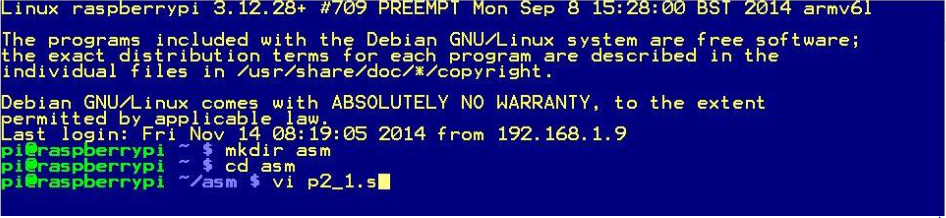 Linux raspberrypi 3.12.28+ #709 PREEMPT Mon Sep 8 15:28:00 BST 2014 armv6l
The programs included with the Debian GNU/Linux system are free software;
the exact distribution terms for each program are described in the
individual files in /usr/share/doc/*/copyright.
Debian GNU/Linux comes with ABSOLUTELY NO WARRANTY, to the extent
permitted by applicable law.
Last login: Fri Nov 14 08:19:05 2014 from 192.168.1.9
pi@raspberrypi ~ $ mkdir asm
pi@raspberrypi ~ $ cd asm
pi@raspberrypi ~/asm $ vi p2_1.s